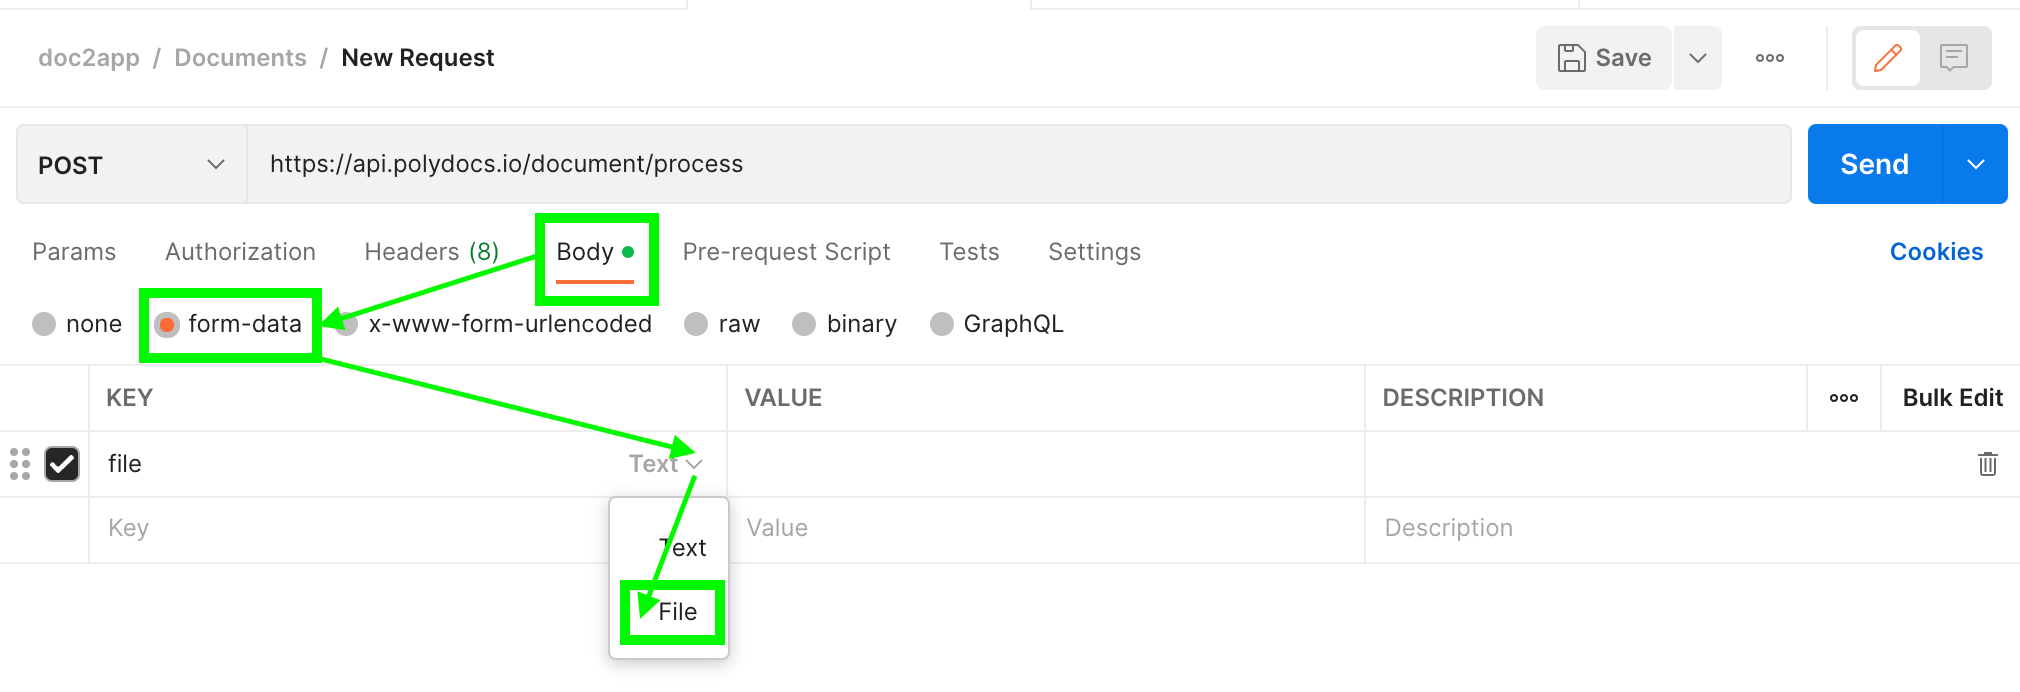 doc2app / Documents / New Request
Save
POST
https://api.polydocs.io/document/process
Send
Params Authorization Headers (8) Body Pre-request Script Tests Settings Cookies
none form-data x-www-form-urlencoded raw binary GraphQL
KEY VALUE DESCRIPTION Bulk Edit
file Text
Key Value Description
Text
File